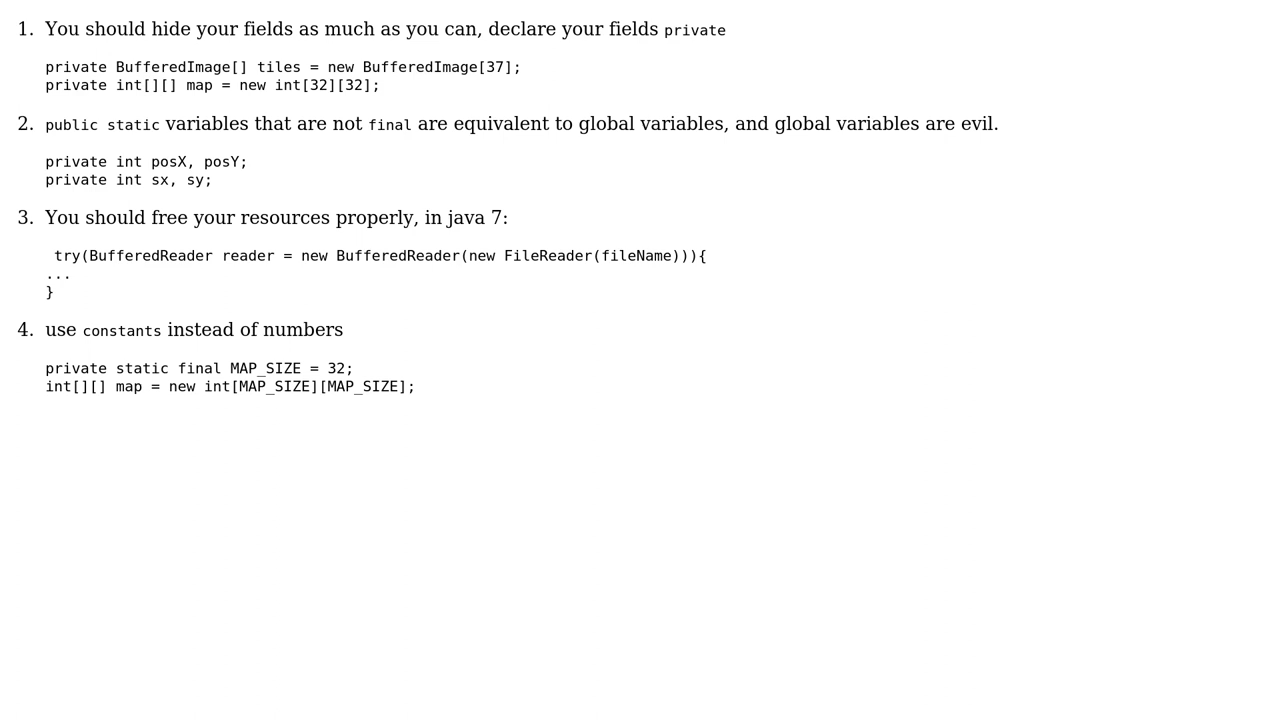 1. You should hide your fields as much as you can, declare your fields private
private BufferedImage[] tiles = new BufferedImage[37];
private int[][] map = new int[32][32];
2. public static variables that are not final are equivalent to global variables, and global variables are evil.
private int posX, posY;
private int sx, sy;
3. You should free your resources properly, in java 7:
 try(BufferedReader reader = new BufferedReader(new FileReader(fileName))){
...
}
4. use constants instead of numbers
private static final MAP_SIZE = 32;
int[][] map = new int[MAP_SIZE][MAP_SIZE];